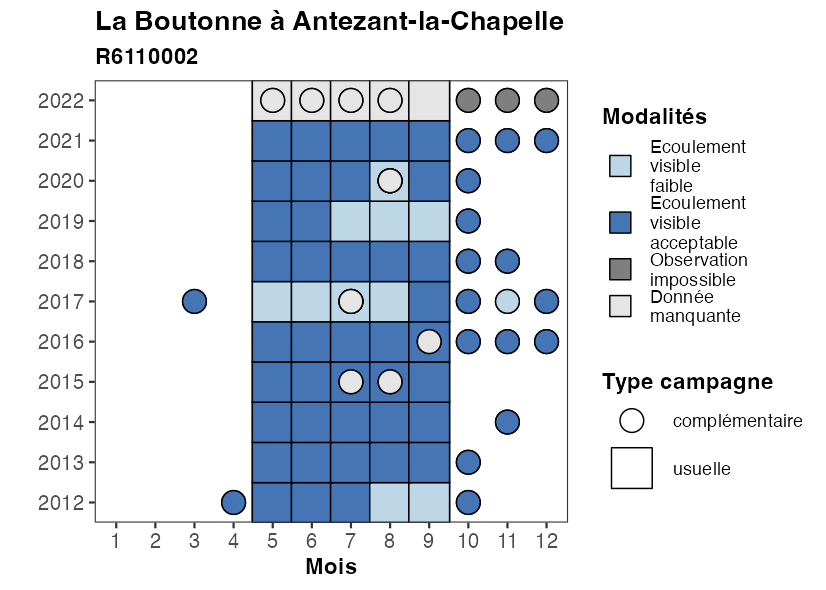 La Boutonne à Antezant-la-Chapelle
R6110002
2022
2021
2020
2019
2018
2017
2016
2015
2014
2013
2012
1 2 3 4 5 6 7 8 9 10 11 12
Mois
Modalités
Ecoulement
visible
faible
Ecoulement
visible
acceptable
Observation
impossible
Donnée
manquante
Type campagne
complémentaire
usuelle